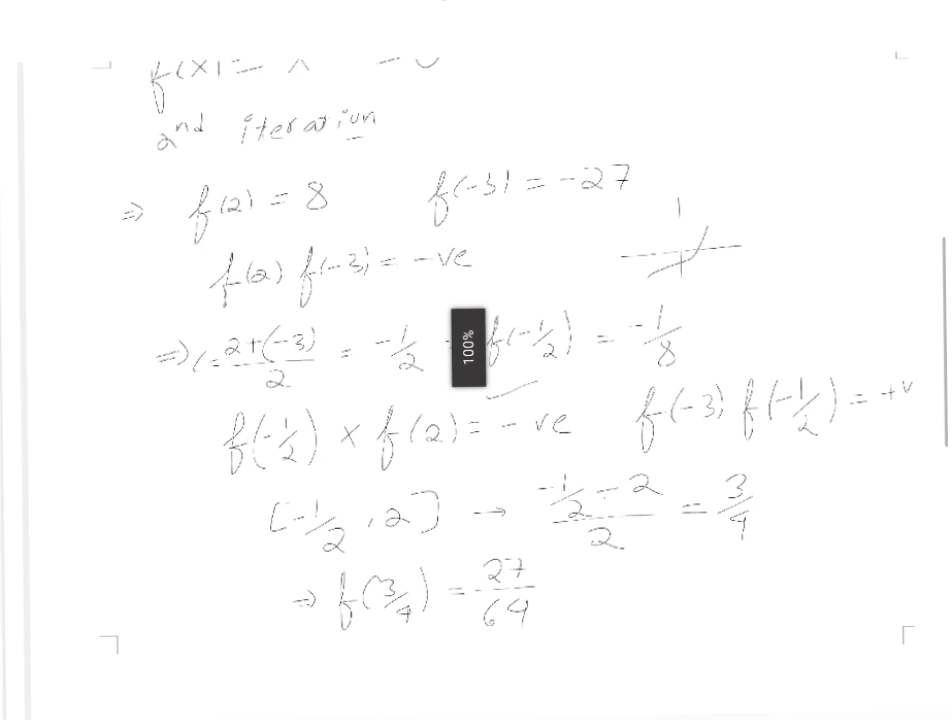 f(x) =
2nd iteration
⇒ f(2) = 8 f(-3) = -27
f(2) f(-3) = -ve
⇒ c = (2+(-3))/2 = -1/2 f(-1/2) = -1/8
100%
f(-1/2) × f(2) = -ve f(-3) f(-1/2) = +v
[-1/2, 2] → (-1/2 - 2)/2 = 3/4
⇒ f(3/4) = 27/64